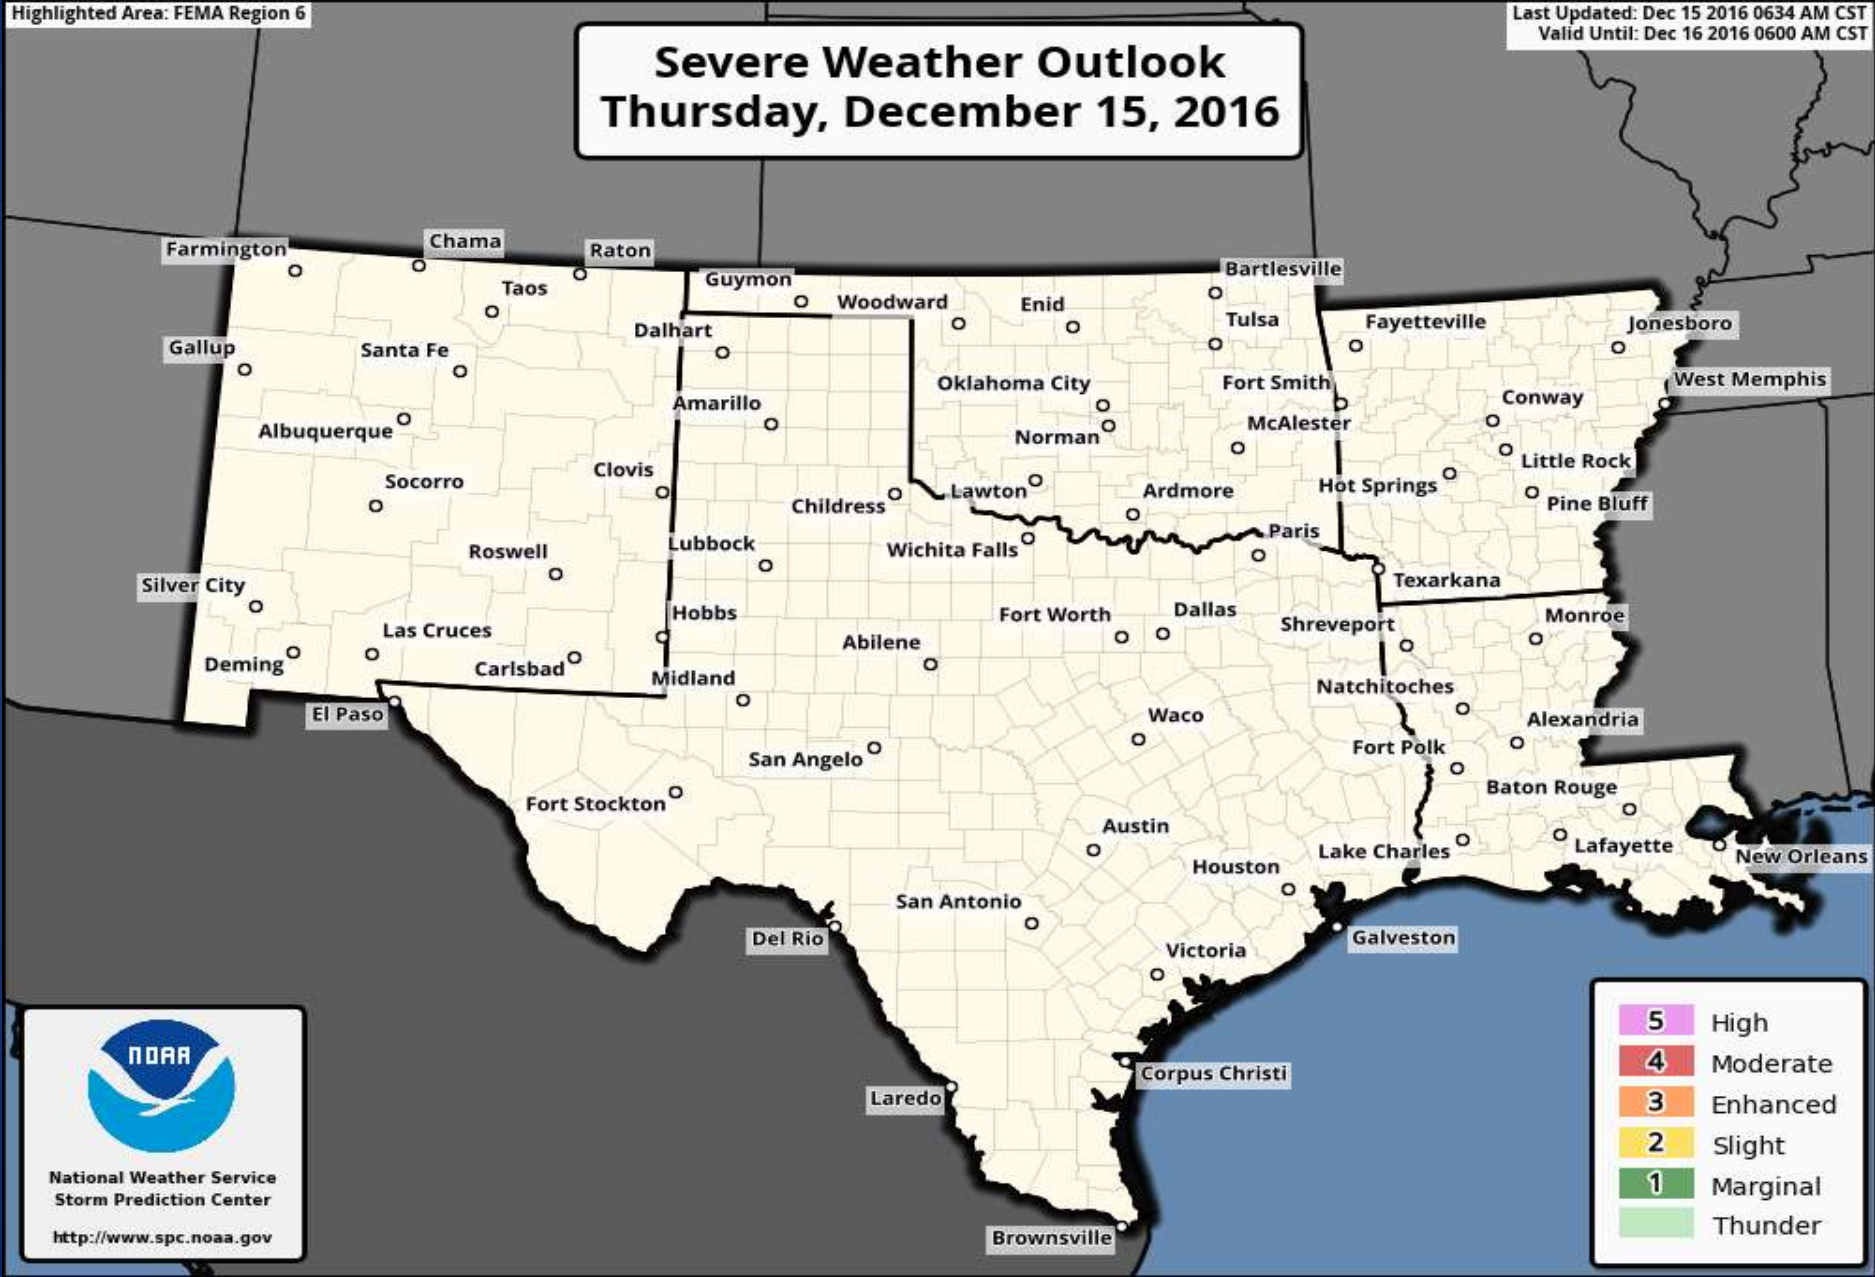 Highlighted Area: FEMA Region 6
Last Updated: Dec 15 2016 0634 AM CST
Valid Until: Dec 16 2016 0600 AM CST
Severe Weather Outlook
Thursday, December 15, 2016
Farmington
Chama
Raton
Taos
Guymon
Woodward
Enid
Bartlesville
Tulsa
Fayetteville
Jonesboro
Gallup
Santa Fe
Dalhart
Oklahoma City
Fort Smith
West Memphis
Conway
Albuquerque
Amarillo
Norman
McAlester
Little Rock
Socorro
Clovis
Childress
Lawton
Ardmore
Hot Springs
Pine Bluff
Roswell
Lubbock
Wichita Falls
Paris
Silver City
Texarkana
Las Cruces
Hobbs
Fort Worth
Dallas
Shreveport
Monroe
Deming
Carlsbad
Midland
Abilene
Natchitoches
El Paso
Waco
Alexandria
San Angelo
Fort Polk
Fort Stockton
Baton Rouge
Austin
Houston
Lake Charles
Lafayette
New Orleans
San Antonio
Del Rio
Victoria
Galveston
Corpus Christi
Laredo
Brownsville
NOAA
National Weather Service
Storm Prediction Center
http://www.spc.noaa.gov
5 High
4 Moderate
3 Enhanced
2 Slight
1 Marginal
Thunder